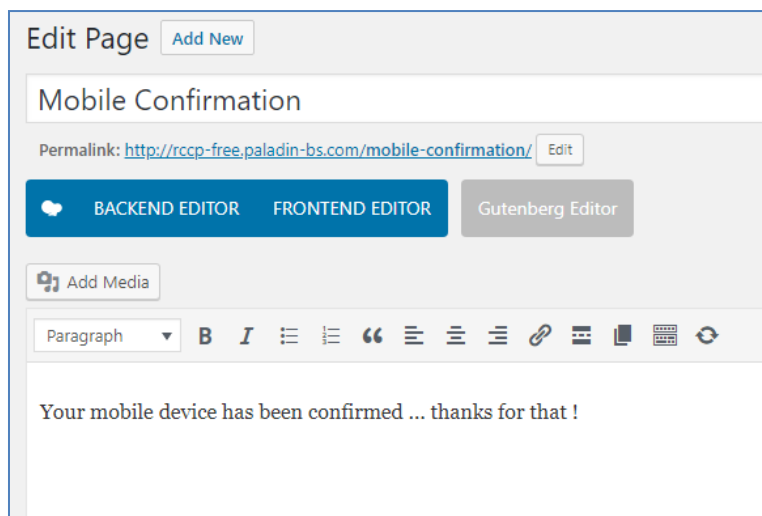 Edit Page Add New
Mobile Confirmation
Permalink: http://rccp-free.paladin-bs.com/mobile-confirmation/ Edit
BACKEND EDITOR FRONTEND EDITOR Gutenberg Editor
Add Media
Paragraph
Your mobile device has been confirmed ... thanks for that !